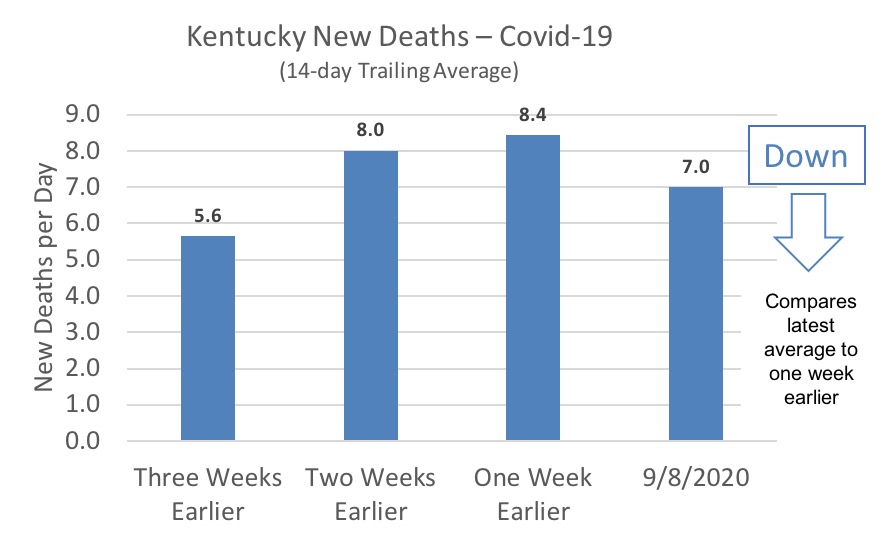 Kentucky New Deaths – Covid-19
(14-day Trailing Average)
New Deaths per Day
9.0
8.0
7.0
6.0
5.0
4.0
3.0
2.0
1.0
0.0
5.6
8.0
8.4
7.0
Three Weeks
Earlier
Two Weeks
Earlier
One Week
Earlier
9/8/2020
Down
Compares
latest
average to
one week
earlier